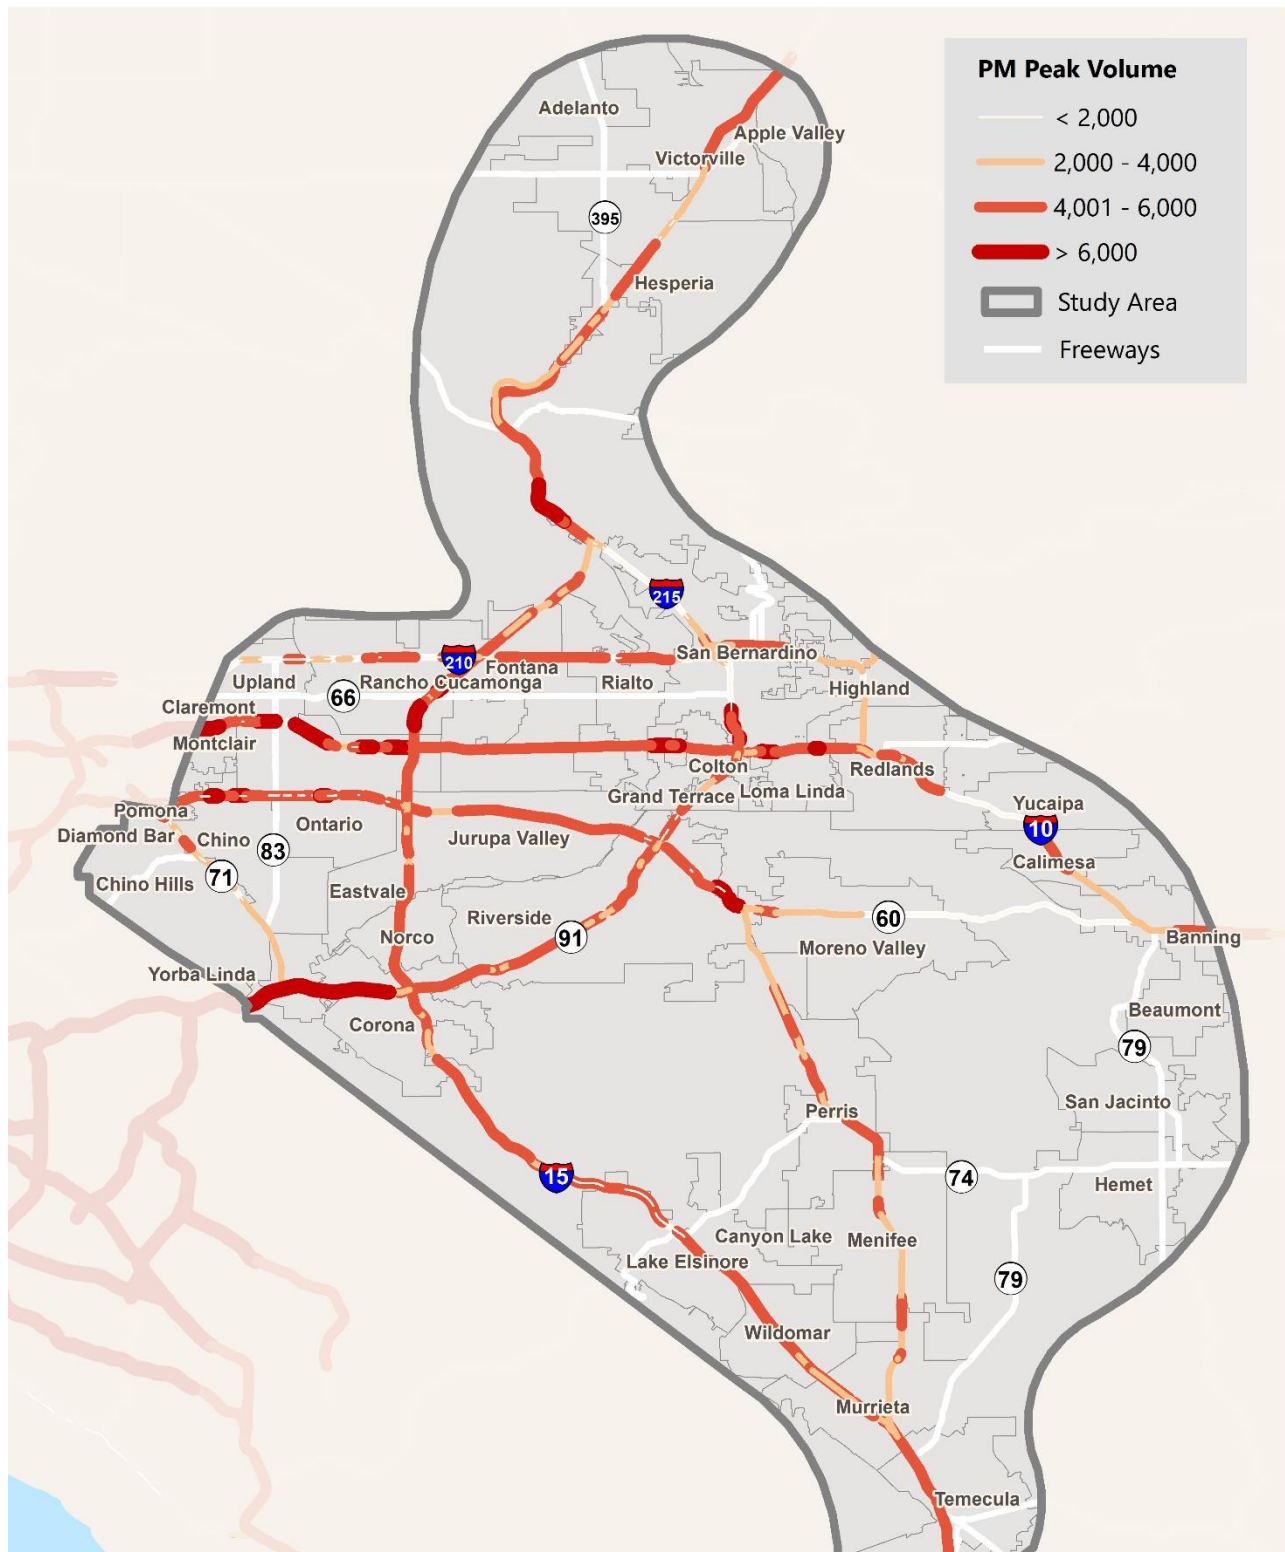 PM Peak Volume
< 2,000
2,000 - 4,000
4,001 - 6,000
> 6,000
Study Area
Freeways
Adelanto
Apple Valley
Victorville
395
Hesperia
215
San Bernardino
210
Fontana
Upland
Rancho Cucamonga
Rialto
66
Highland
Claremont
Montclair
Colton
Redlands
Grand Terrace
Loma Linda
Yucaipa
10
Pomona
Ontario
Diamond Bar
Chino
83
Jurupa Valley
Calimesa
Chino Hills
71
Eastvale
Riverside
91
60
Norco
Moreno Valley
Banning
Yorba Linda
Corona
Beaumont
79
San Jacinto
Perris
15
74
Hemet
Canyon Lake
Menifee
Lake Elsinore
79
Wildomar
Murrieta
Temecula